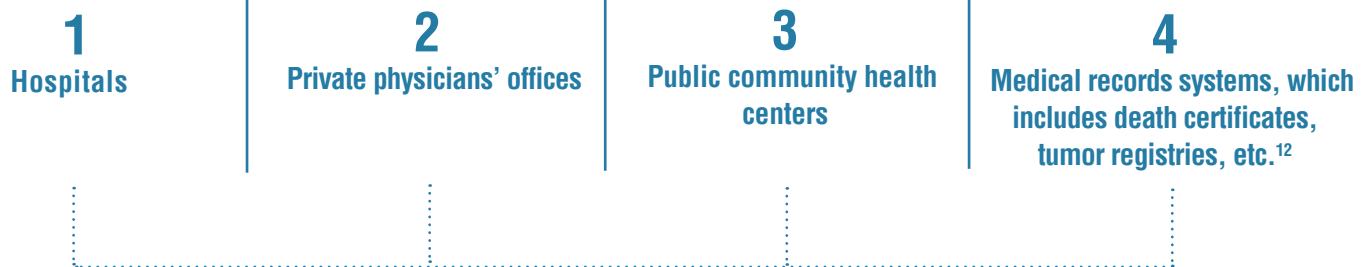 1
Hospitals
2
Private physicians’ offices
3
Public community health
centers
4
Medical records systems, which
includes death certificates,
tumor registries, etc.¹²